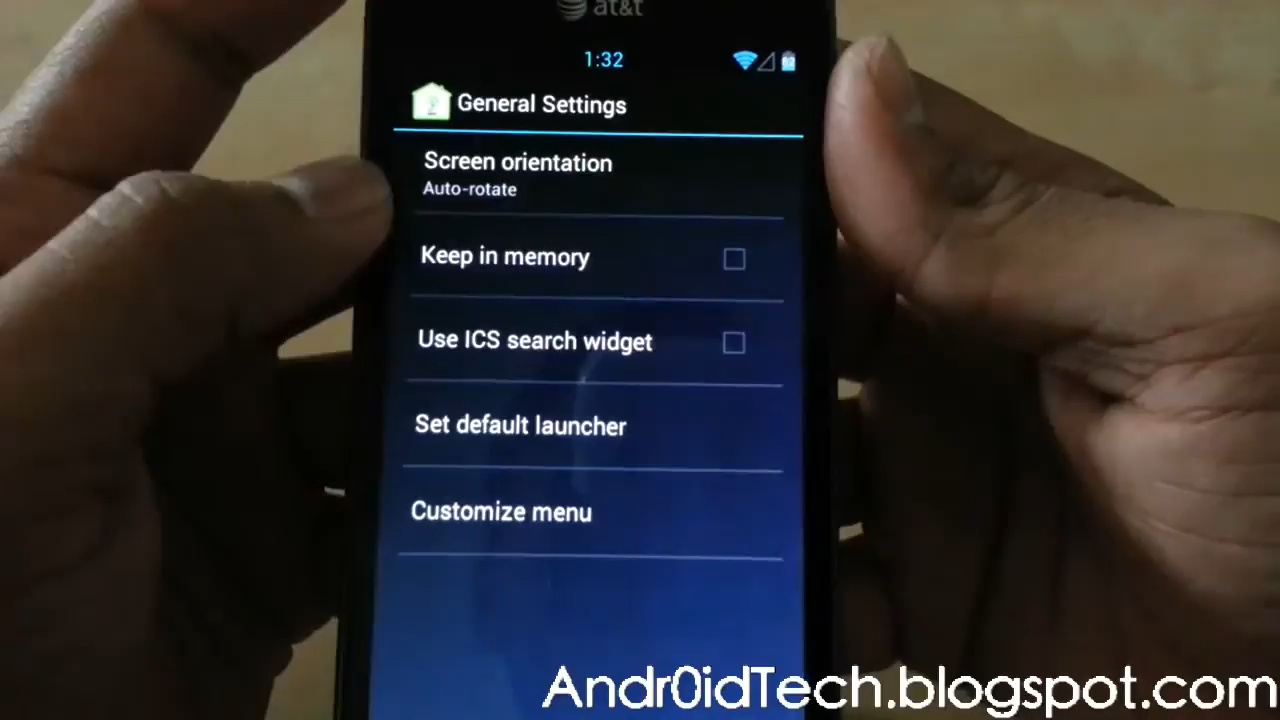 at&t
1:32
General Settings
Screen orientation
Auto-rotate
Keep in memory
Use ICS search widget
Set default launcher
Customize menu
Andr0idTech.blogspot.com